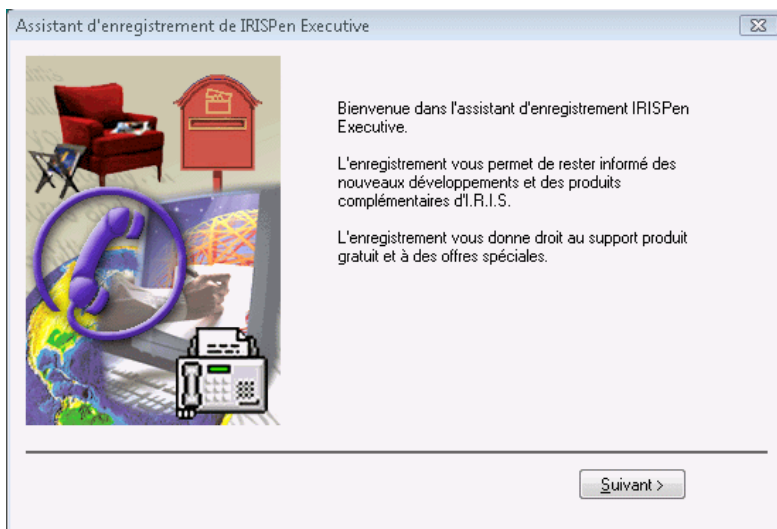 Assistant d'enregistrement de IRISPen Executive
Bienvenue dans l'assistant d'enregistrement IRISPen
Executive.
L'enregistrement vous permet de rester informé des
nouveaux développements et des produits
complémentaires d'I.R.I.S.
L'enregistrement vous donne droit au support produit
gratuit et à des offres spéciales.
Suivant >